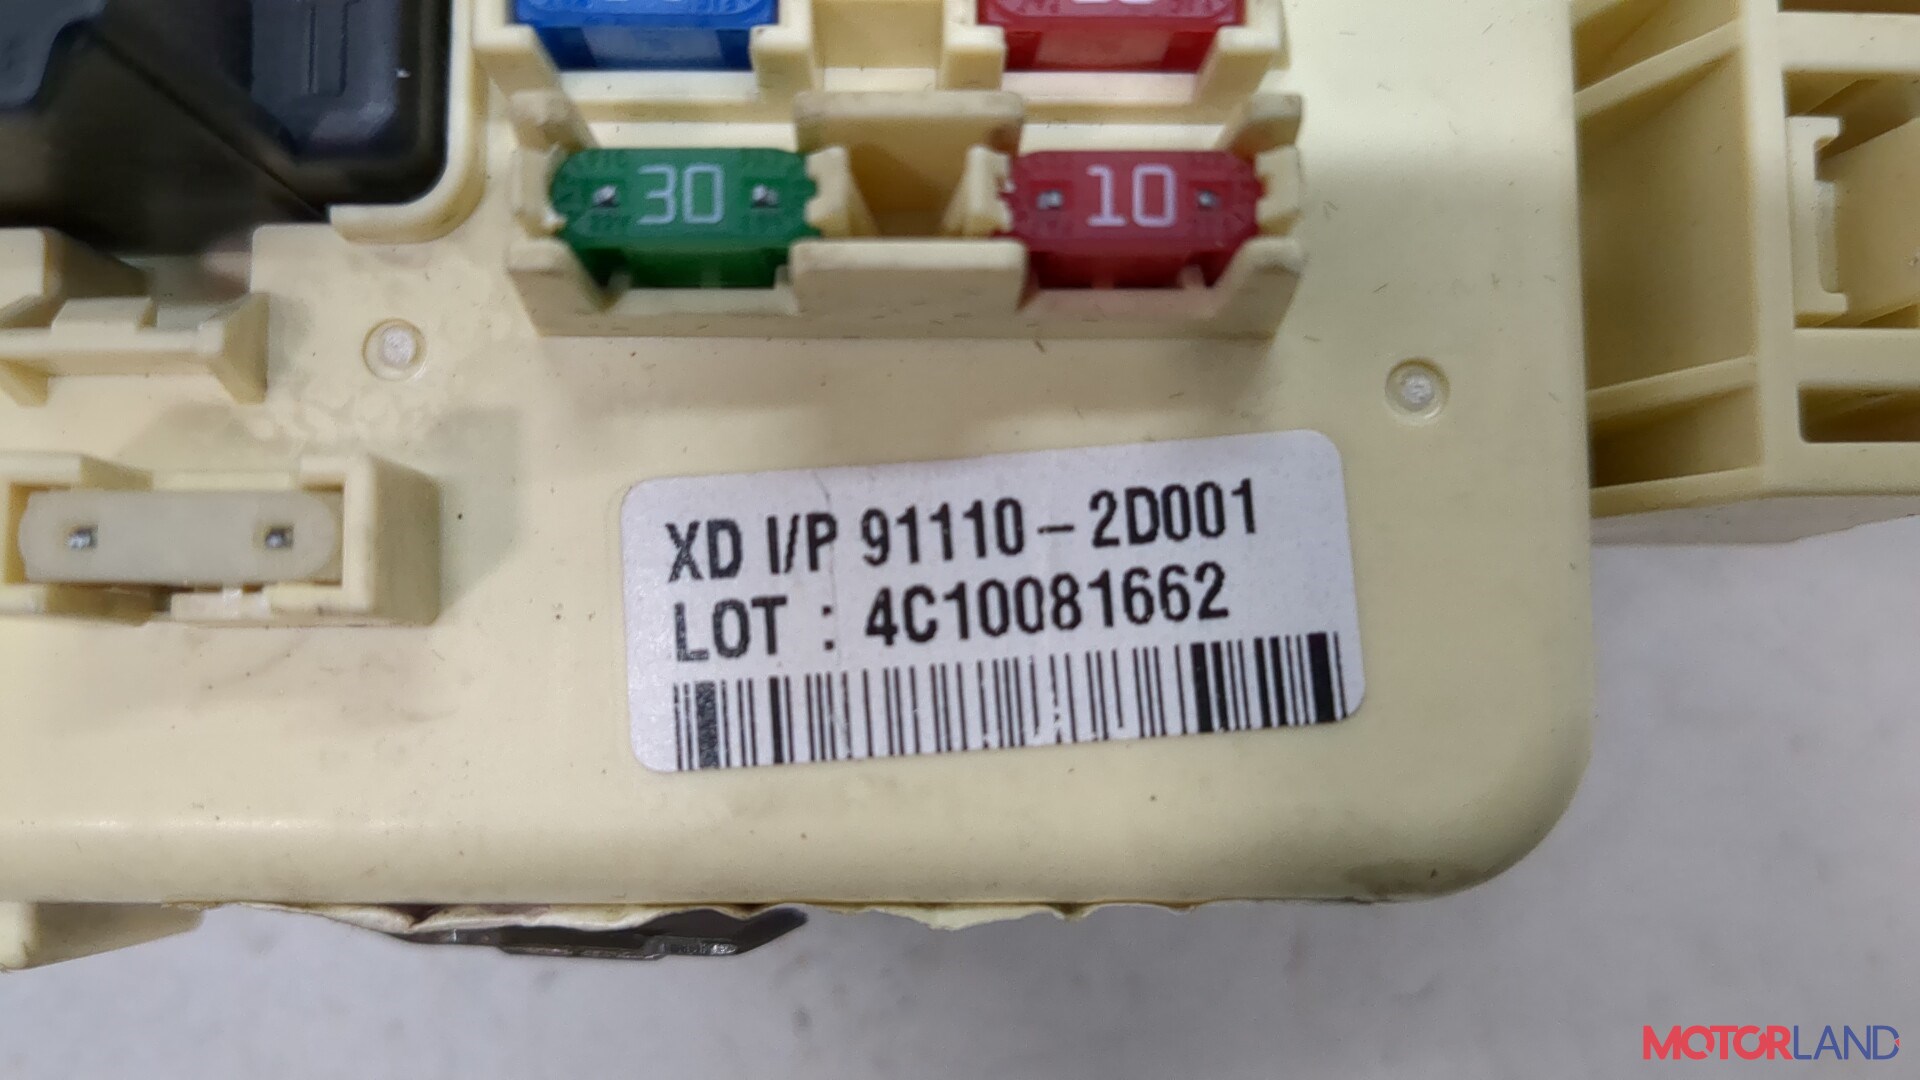 30
10
XD I/P 91110-2D001
LOT : 4C10081662
MOTORLAND